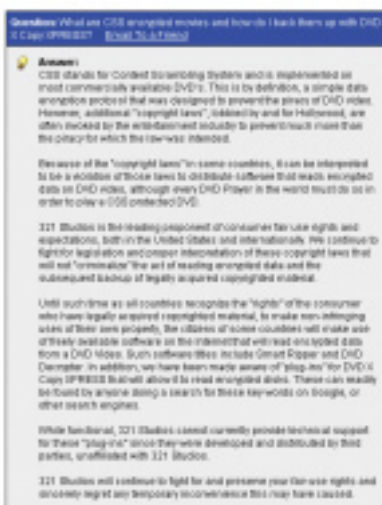 Question: What are CSS encrypted movies and how do I back them up with DVD
X Copy XPRESS? Email To a Friend
Answer:
CSS stands for Content Scrambling System and is implemented on
most commercially available DVD's. This is by definition, a simple data
encryption protocol that was designed to prevent the piracy of DVD video.
However, additional "copyright laws", lobbied by and for Hollywood, are
often invoked by the entertainment industry to prevent much more than
the piracy for which the law was intended.
Because of the "copyright laws" in some countries, it can be interpreted
to be a violation of those laws to distribute software that reads encrypted
data on DVD video, although every DVD Player in the world must do so in
order to play a CSS protected DVD.
321 Studios is the leading proponent of consumer fair use rights and
expectations, both in the United States and internationally. We continue to
fight for legislation and proper interpretation of these copyright laws that
will not "criminalize" the act of reading encrypted data and the
subsequent backup of legally acquired copyrighted material.
Until such time as all countries recognize the "rights" of the consumer
who have legally acquired copyrighted material, to make non-infringing
uses of their own property, the citizens of some countries will make use
of freely available software on the internet that will read encrypted data
from a DVD Video. Such software titles include Smart Ripper and DVD
Decrypter. In addition, we have been made aware of "plug-ins" for DVD X
Copy XPRESS that will allow it to read encrypted disks. These can readily
be found by anyone doing a search for these key words on Google, or
other search engines.
While functional, 321 Studios cannot currently provide technical support
for these "plug-ins" since they were developed and distributed by third
parties, unaffiliated with 321 Studios.
321 Studios will continue to fight for and preserve your fair use rights and
sincerely regret any temporary inconvenience this may have caused.